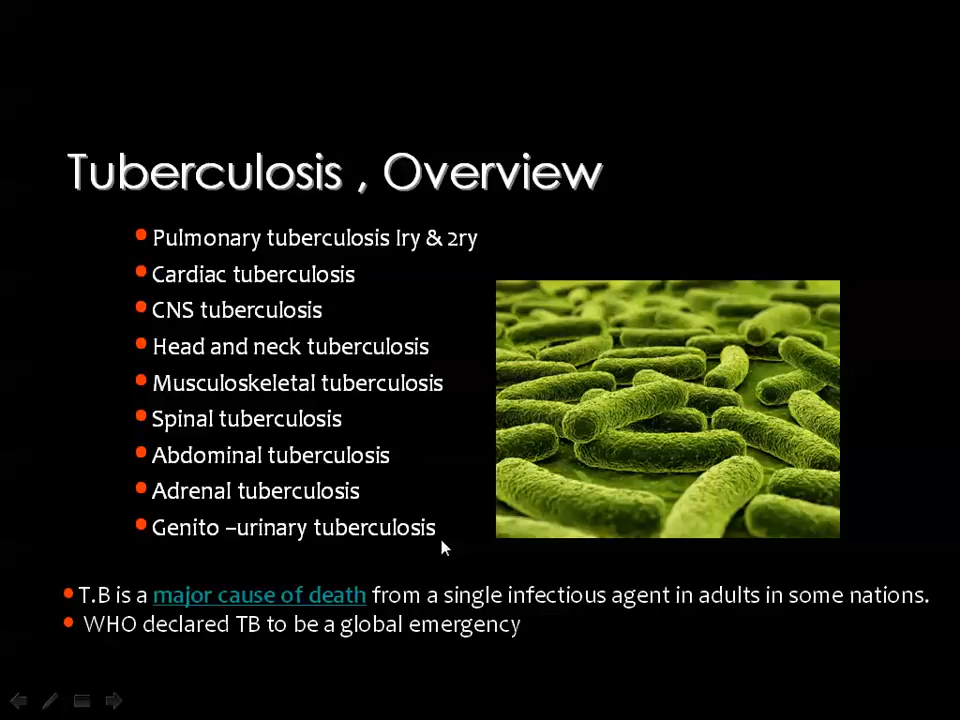 Tuberculosis , Overview
Pulmonary tuberculosis Iry & 2ry
Cardiac tuberculosis
CNS tuberculosis
Head and neck tuberculosis
Musculoskeletal tuberculosis
Spinal tuberculosis
Abdominal tuberculosis
Adrenal tuberculosis
Genito –urinary tuberculosis
T.B is a major cause of death from a single infectious agent in adults in some nations.
WHO declared TB to be a global emergency